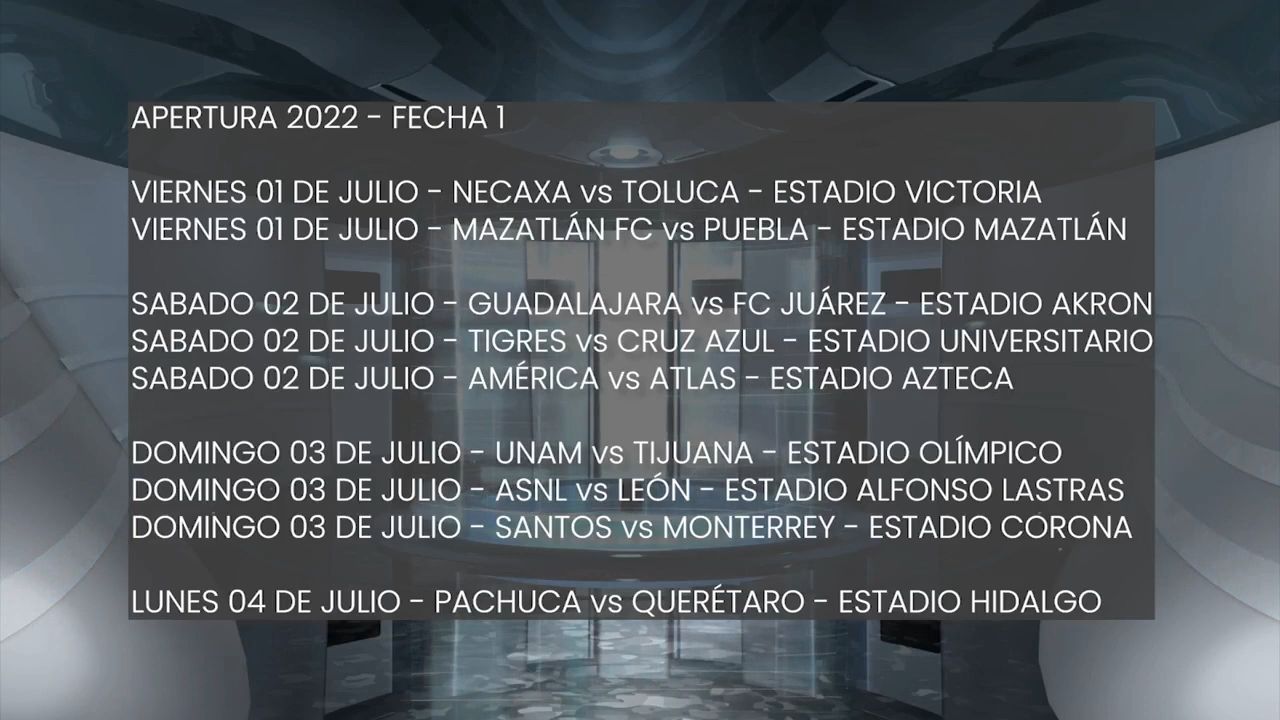 APERTURA 2022 - FECHA 1
VIERNES 01 DE JULIO - NECAXA vs TOLUCA - ESTADIO VICTORIA
VIERNES 01 DE JULIO - MAZATLÁN FC vs PUEBLA - ESTADIO MAZATLÁN
SABADO 02 DE JULIO - GUADALAJARA vs FC JUÁREZ - ESTADIO AKRON
SABADO 02 DE JULIO - TIGRES vs CRUZ AZUL - ESTADIO UNIVERSITARIO
SABADO 02 DE JULIO - AMÉRICA vs ATLAS - ESTADIO AZTECA
DOMINGO 03 DE JULIO - UNAM vs TIJUANA - ESTADIO OLÍMPICO
DOMINGO 03 DE JULIO - ASNL vs LEÓN - ESTADIO ALFONSO LASTRAS
DOMINGO 03 DE JULIO - SANTOS vs MONTERREY - ESTADIO CORONA
LUNES 04 DE JULIO - PACHUCA vs QUERÉTARO - ESTADIO HIDALGO